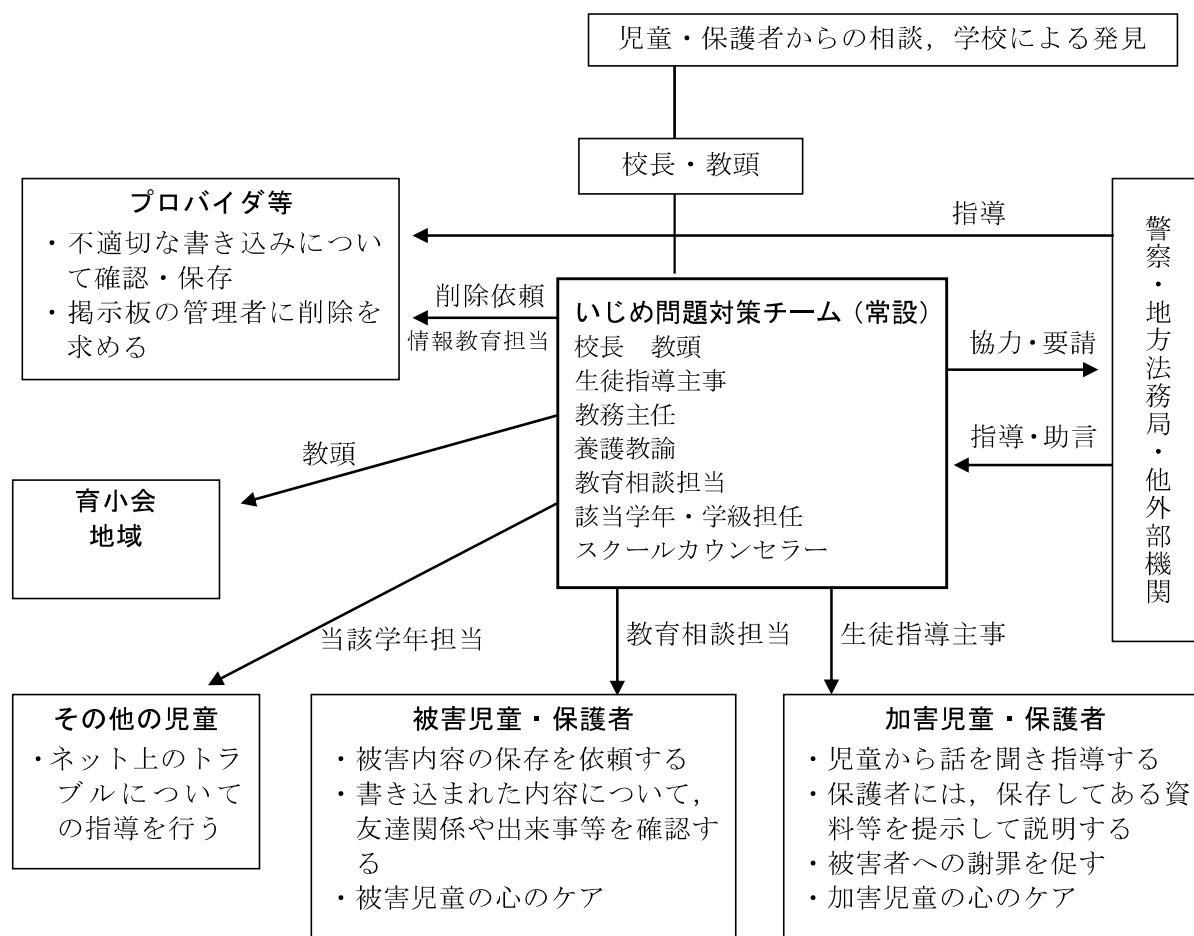 児童・保護者からの相談，学校による発見
校長・教頭
プロバイダ等
・不適切な書き込みについ
て確認・保存
・掲示板の管理者に削除を
求める
指導
警察・地方法務局・他外部機関
削除依頼
情報教育担当
いじめ問題対策チーム（常設）
校長　教頭
生徒指導主事
教務主任
養護教諭
教育相談担当
該当学年・学級担任
スクールカウンセラー
協力・要請
指導・助言
教頭
育小会
地域
当該学年担当
教育相談担当
生徒指導主事
その他の児童
・ネット上のトラ
ブルについて
の指導を行う
被害児童・保護者
・被害内容の保存を依頼する
・書き込まれた内容について，
友達関係や出来事等を確認す
る
・被害児童の心のケア
加害児童・保護者
・児童から話を聞き指導する
・保護者には，保存してある資
料等を提示して説明する
・被害者への謝罪を促す
・加害児童の心のケア